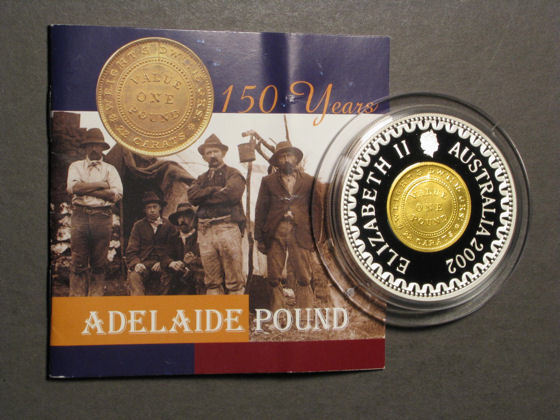 WEIGHT 5 DWT: 15 GRS:
VALUE
ONE
POUND
22 CARATS
150 Years
ADELAIDE POUND
ELIZABETH II
AUSTRALIA 2002
VALUE
ONE
POUND
22 CARATS